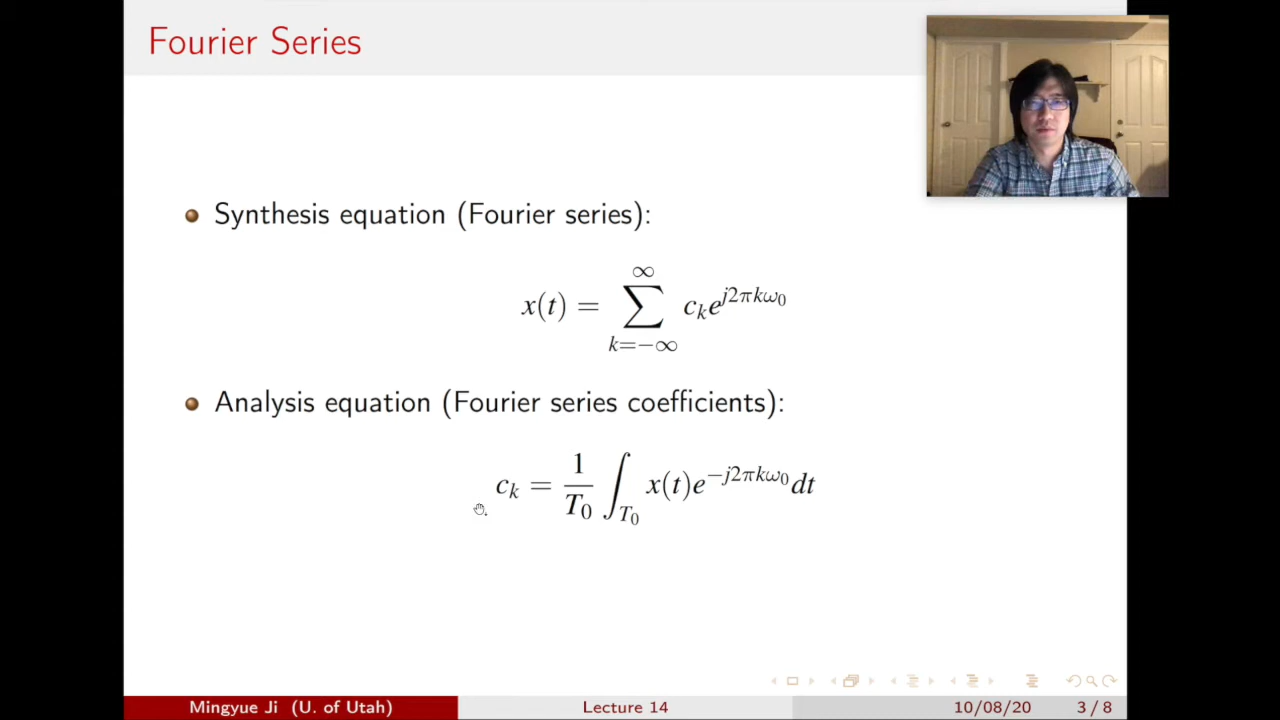 Fourier Series
Synthesis equation (Fourier series):
x(t) = ∑_{k=−∞}^{∞} c_k e^{j2πkω_0}
Analysis equation (Fourier series coefficients):
c_k = \frac{1}{T_0} ∫_{T_0} x(t)e^{−j2πkω_0} dt
Mingyue Ji (U. of Utah) Lecture 14 10/08/20 3 / 8